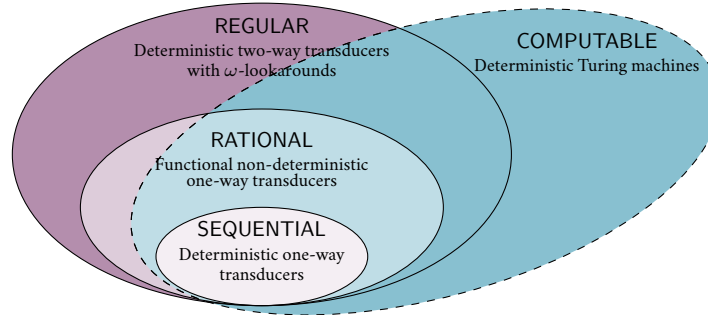 REGULAR
Deterministic two-way transducers
with ω-lookarounds
COMPUTABLE
Deterministic Turing machines
RATIONAL
Functional non-deterministic
one-way transducers
SEQUENTIAL
Deterministic one-way
transducers